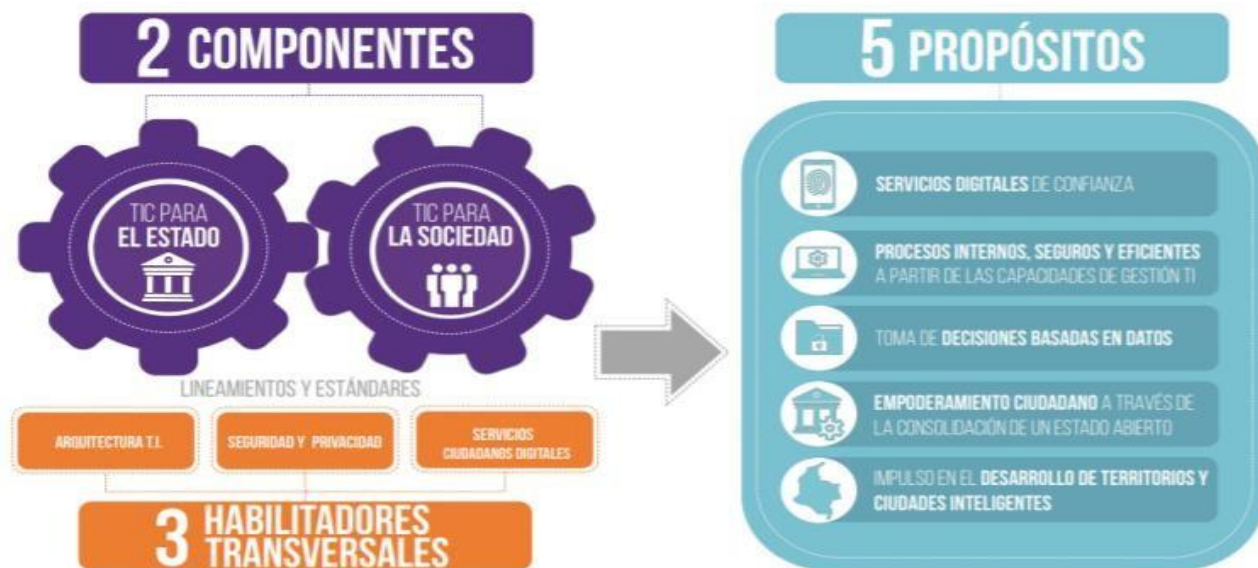 2 COMPONENTES
TIC PARA
EL ESTADO
TIC PARA
LA SOCIEDAD
LINEAMIENTOS Y ESTÁNDARES
ARQUITECTURA T.I.
SEGURIDAD Y PRIVACIDAD
SERVICIOS
CIUDADANOS DIGITALES
3 HABILITADORES
TRANSVERSALES
5 PROPÓSITOS
SERVICIOS DIGITALES DE CONFIANZA
PROCESOS INTERNOS, SEGUROS Y EFICIENTES
A PARTIR DE LAS CAPACIDADES DE GESTIÓN TI
TOMA DE DECISIONES BASADAS EN DATOS
EMPODERAMIENTO CIUDADANO A TRAVÉS DE
LA CONSOLIDACIÓN DE UN ESTADO ABIERTO
IMPULSO EN EL DESARROLLO DE TERRITORIOS Y
CIUDADES INTELIGENTES